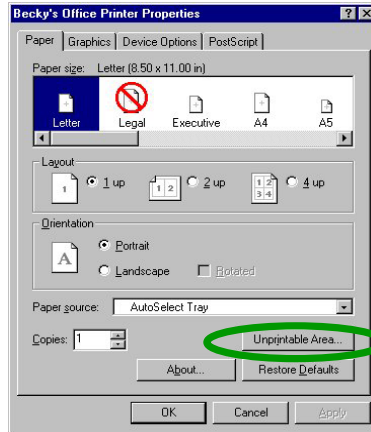 Becky's Office Printer Properties
Paper Graphics Device Options PostScript
Paper size: Letter (8.50 x 11.00 in)
Letter Legal Executive A4 A5
Layout
1 1 up 1 2 2 up 1 2 3 4 4 up
Orientation
A Portrait
Landscape Rotated
Paper source: AutoSelect Tray
Copies: 1 Unprintable Area...
About... Restore Defaults
OK Cancel Apply